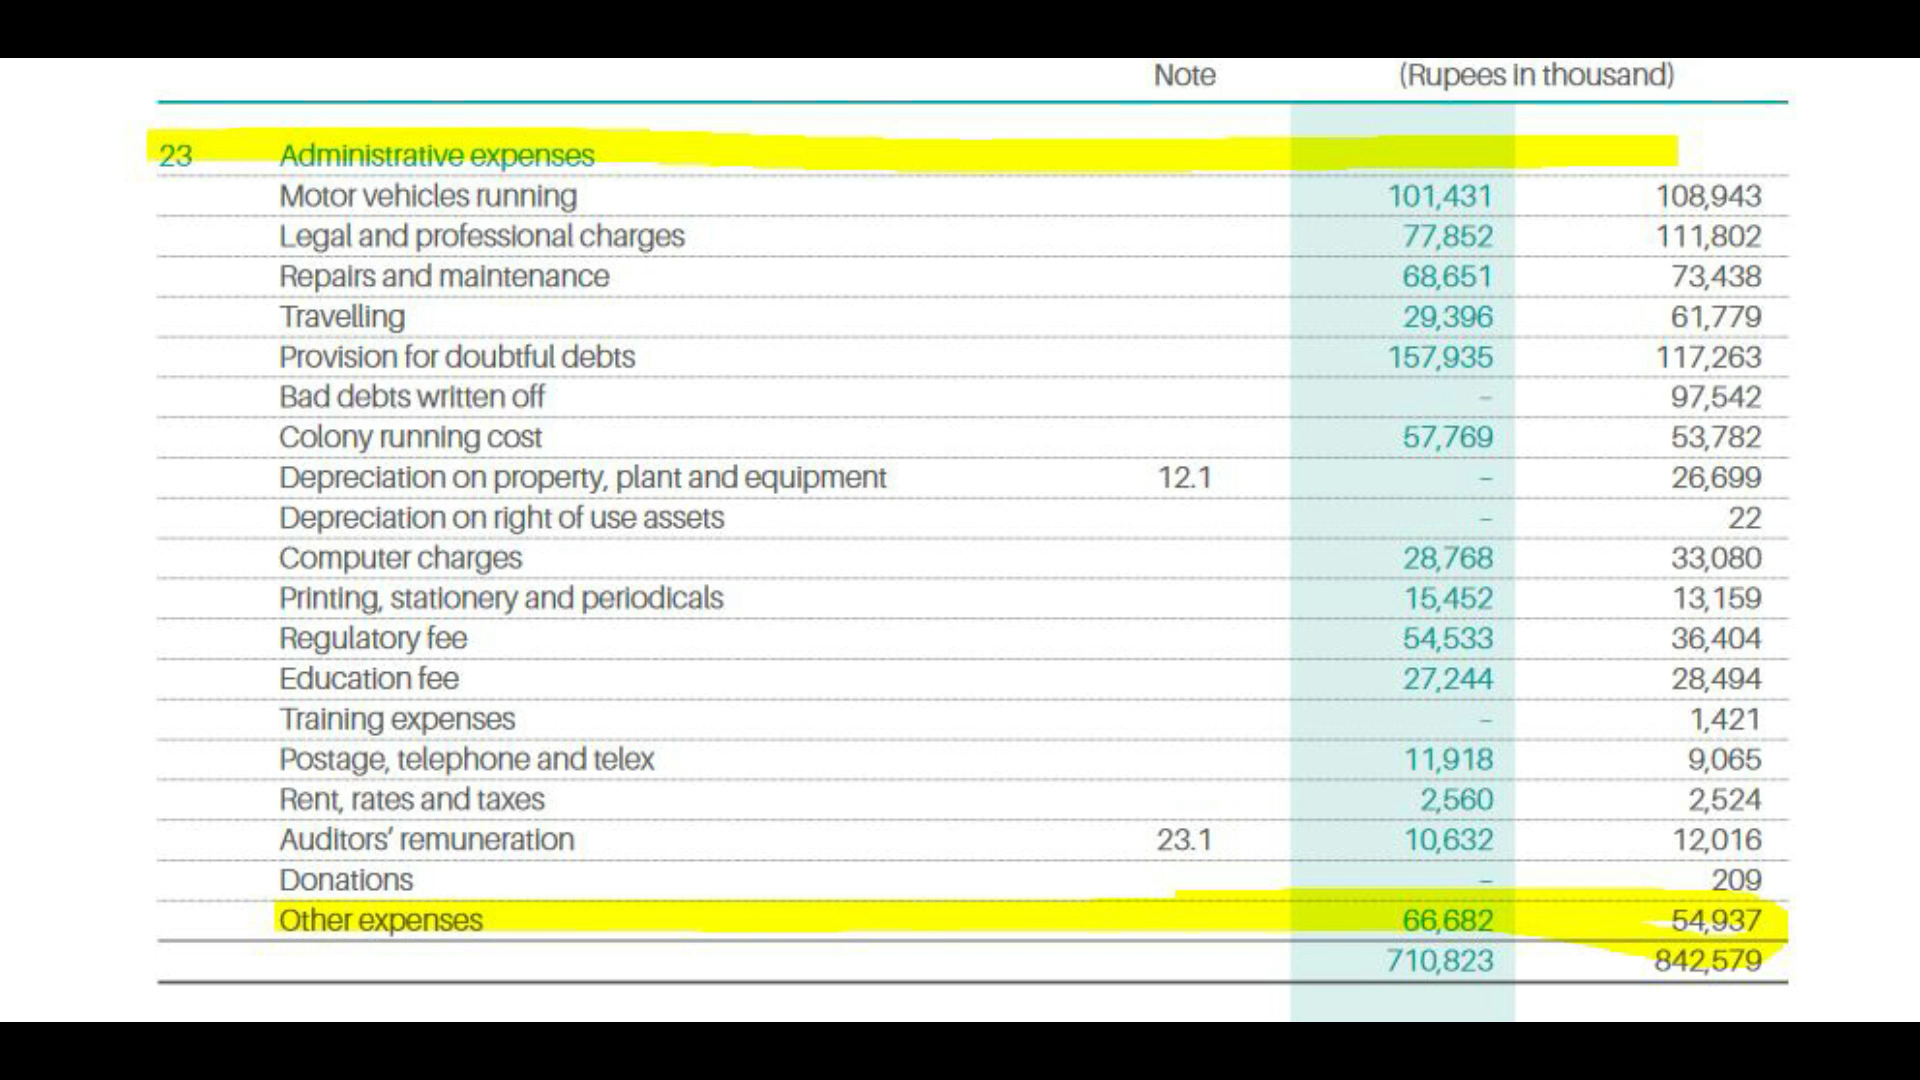 Note (Rupees in thousand)
23 Administrative expenses
Motor vehicles running 101,431 108,943
Legal and professional charges 77,852 111,802
Repairs and maintenance 68,651 73,438
Travelling 29,396 61,779
Provision for doubtful debts 157,935 117,263
Bad debts written off – 97,542
Colony running cost 57,769 53,782
Depreciation on property, plant and equipment 12.1 – 26,699
Depreciation on right of use assets – 22
Computer charges 28,768 33,080
Printing, stationery and periodicals 15,452 13,159
Regulatory fee 54,533 36,404
Education fee 27,244 28,494
Training expenses – 1,421
Postage, telephone and telex 11,918 9,065
Rent, rates and taxes 2,560 2,524
Auditors’ remuneration 23.1 10,632 12,016
Donations – 209
Other expenses 66,682 54,937
710,823 842,579